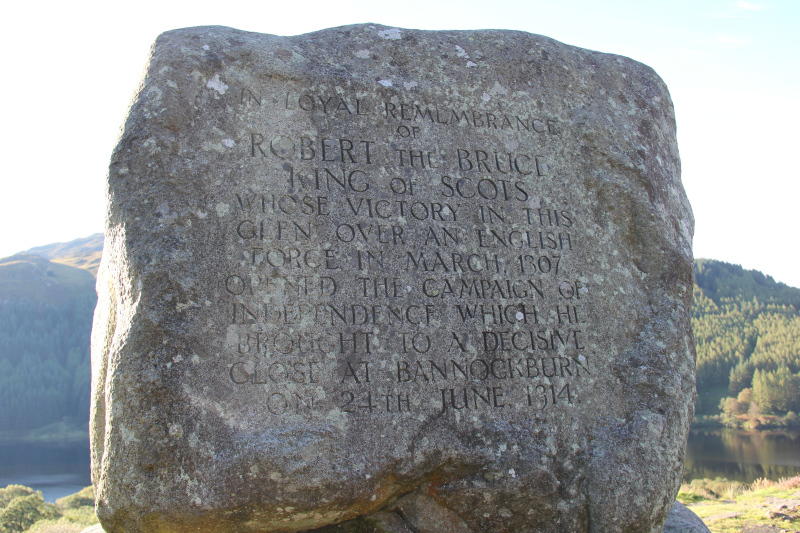 IN LOYAL REMEMBRANCE
OF
ROBERT THE BRUCE
KING OF SCOTS
WHOSE VICTORY IN THIS
GLEN OVER AN ENGLISH
FORCE IN MARCH, 1307
OPENED THE CAMPAIGN OF
INDEPENDENCE WHICH HE
BROUGHT TO A DECISIVE
CLOSE AT BANNOCKBURN
ON 24TH JUNE, 1314